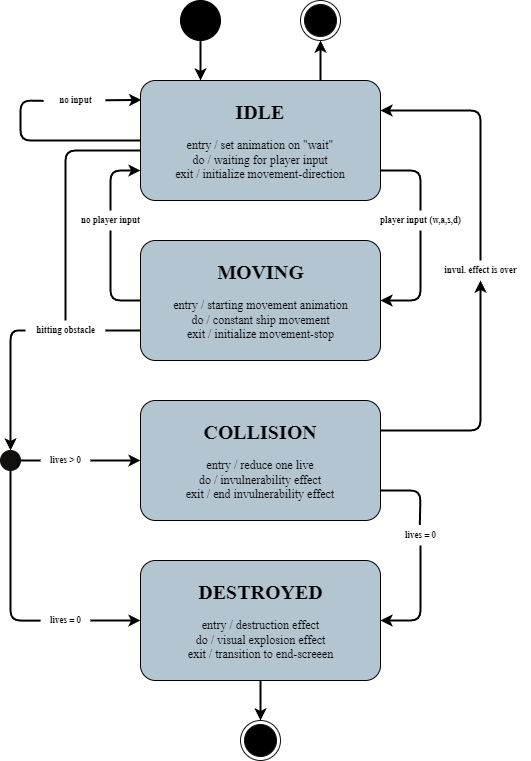 no input
IDLE
entry / set animation on "wait"
do / waiting for player input
exit / initialize movement-direction
no player input
player input (w,a,s,d)
MOVING
entry / starting movement animation
do / constant ship movement
exit / initialize movement-stop
invul. effect is over
hitting obstacle
COLLISION
entry / reduce one live
do / invulnerability effect
exit / end invulnerability effect
lives > 0
lives = 0
DESTROYED
entry / destruction effect
do / visual explosion effect
exit / transition to end-screeen
lives = 0